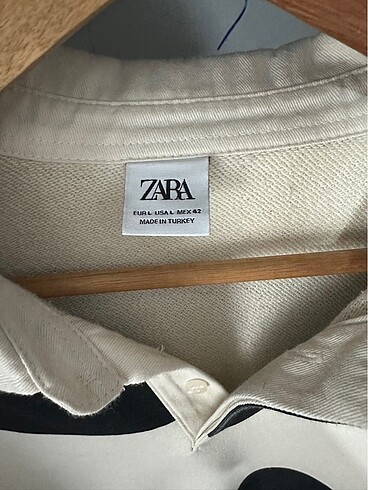 ZARA
EUR L USA L MEX 42
MADE IN TURKEY